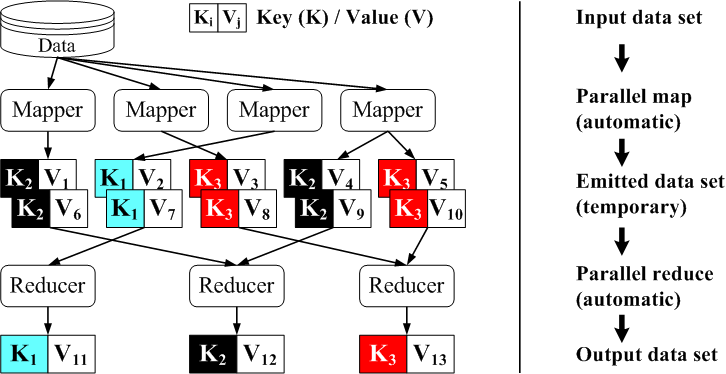 Kᵢ Vⱼ Key (K) / Value (V)
Data
Mapper Mapper Mapper Mapper
K₂ V₁ K₁ V₂ K₃ V₃ K₂ V₄ K₃ V₅
K₂ V₆ K₁ V₇ K₃ V₈ K₂ V₉ K₃ V₁₀
Reducer Reducer Reducer
K₁ V₁₁ K₂ V₁₂ K₃ V₁₃
Input data set
Parallel map
(automatic)
Emitted data set
(temporary)
Parallel reduce
(automatic)
Output data set